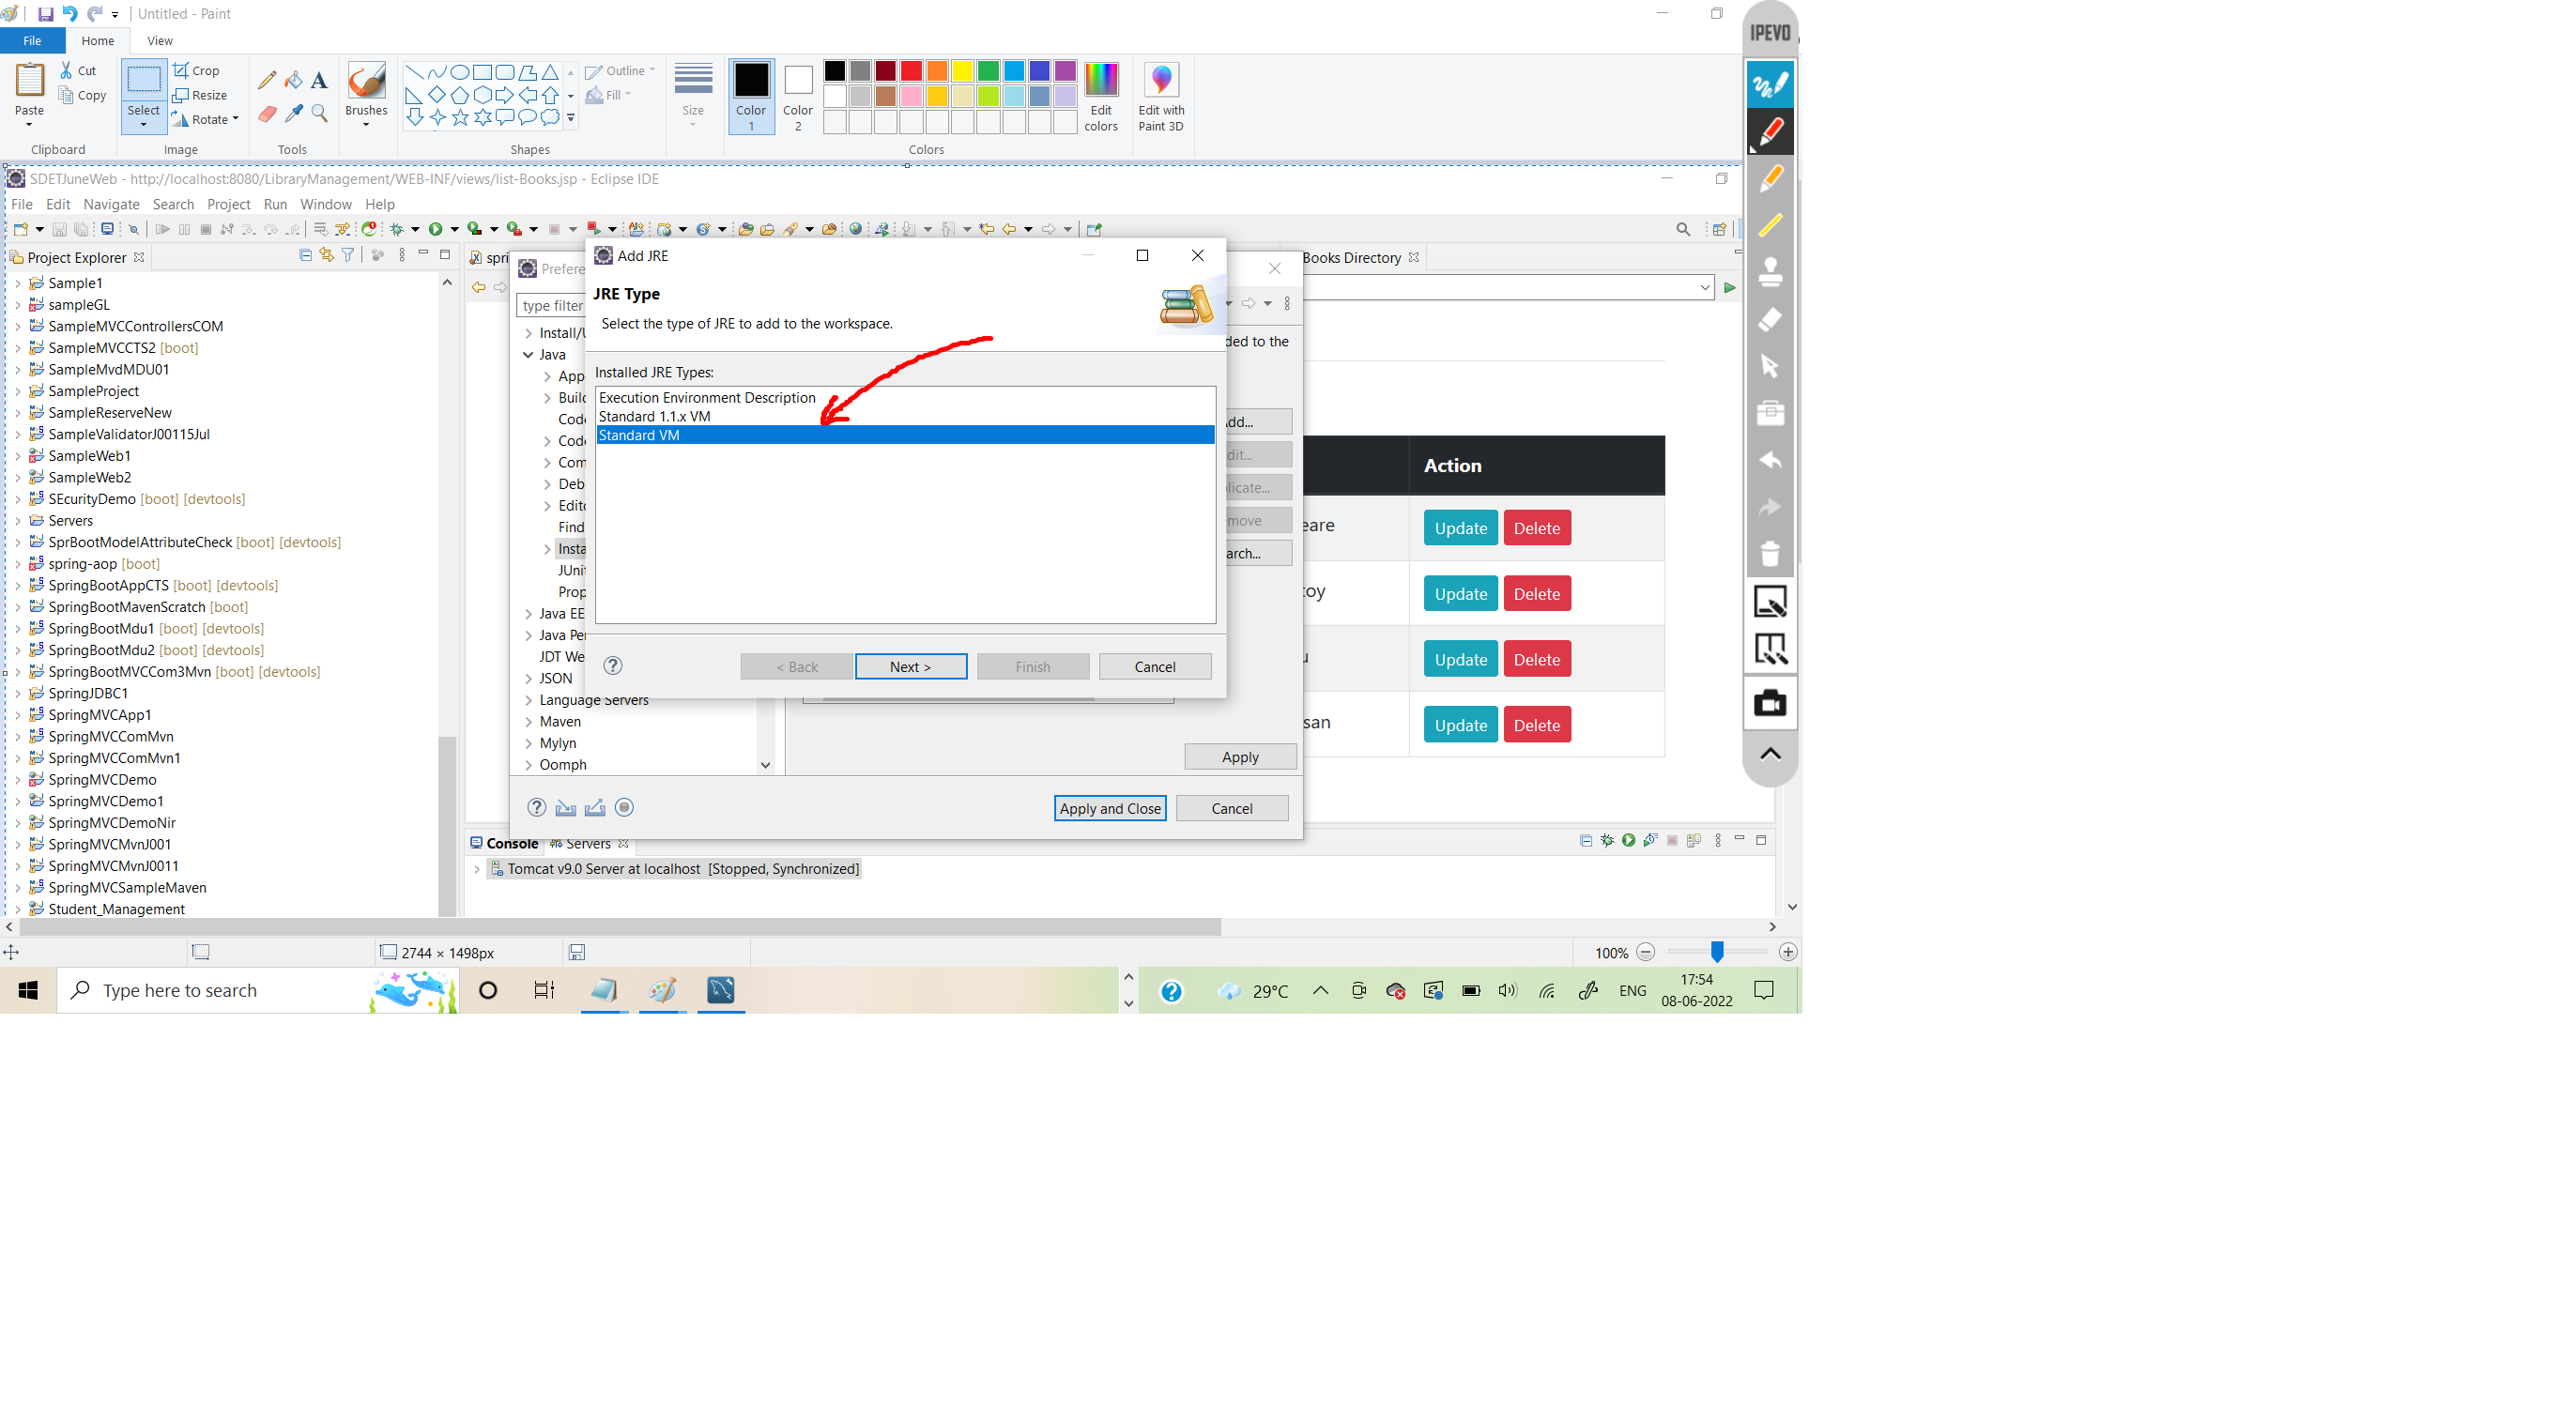 Untitled - Paint
IPEVO
File Home View
Paste Cut Copy Clipboard
Select Crop Resize Rotate Image
Tools
Brushes
Outline Fill Shapes
Size
Color 1 Color 2 Edit colors Colors
Edit with Paint 3D
SDETJuneWeb - http://localhost:8080/LibraryManagement/WEB-INF/views/list-Books.jsp - Eclipse IDE
File Edit Navigate Search Project Run Window Help
Project Explorer
Sample1
sampleGL
SampleMVCControllersCOM
SampleMVCCTS2 [boot]
SampleMvdMDU01
SampleProject
SampleReserveNew
SampleValidatorJ00115Jul
SampleWeb1
SampleWeb2
SEcurityDemo [boot] [devtools]
Servers
SprBootModelAttributeCheck [boot] [devtools]
spring-aop [boot]
SpringBootAppCTS [boot] [devtools]
SpringBootMavenScratch [boot]
SpringBootMdu1 [boot] [devtools]
SpringBootMdu2 [boot] [devtools]
SpringBootMVCCom3Mvn [boot] [devtools]
SpringJDBC1
SpringMVCApp1
SpringMVCComMvn
SpringMVCComMvn1
SpringMVCDemo
SpringMVCDemo1
SpringMVCDemoNir
SpringMVCMvnJ001
SpringMVCMvnJ0011
SpringMVCSampleMaven
Student_Management
spri
Prefere
type filter
Install/U
Java
App
Build
Code
Code
Com
Deb
Edito
Find
Insta
JUnit
Prop
Java EE
Java Per
JDT We
JSON
Language Servers
Maven
Mylyn
Oomph
Add JRE
JRE Type
Select the type of JRE to add to the workspace.
Installed JRE Types:
Execution Environment Description
Standard 1.1.x VM
Standard VM
< Back Next > Finish Cancel
ded to the
dd...
dit...
licate...
move
arch...
Apply
Apply and Close Cancel
Books Directory
Action
eare Update Delete
toy Update Delete
u Update Delete
san Update Delete
Console Servers
Tomcat v9.0 Server at localhost [Stopped, Synchronized]
2744 × 1498px 100%
Type here to search
29°C ENG 17:54
08-06-2022